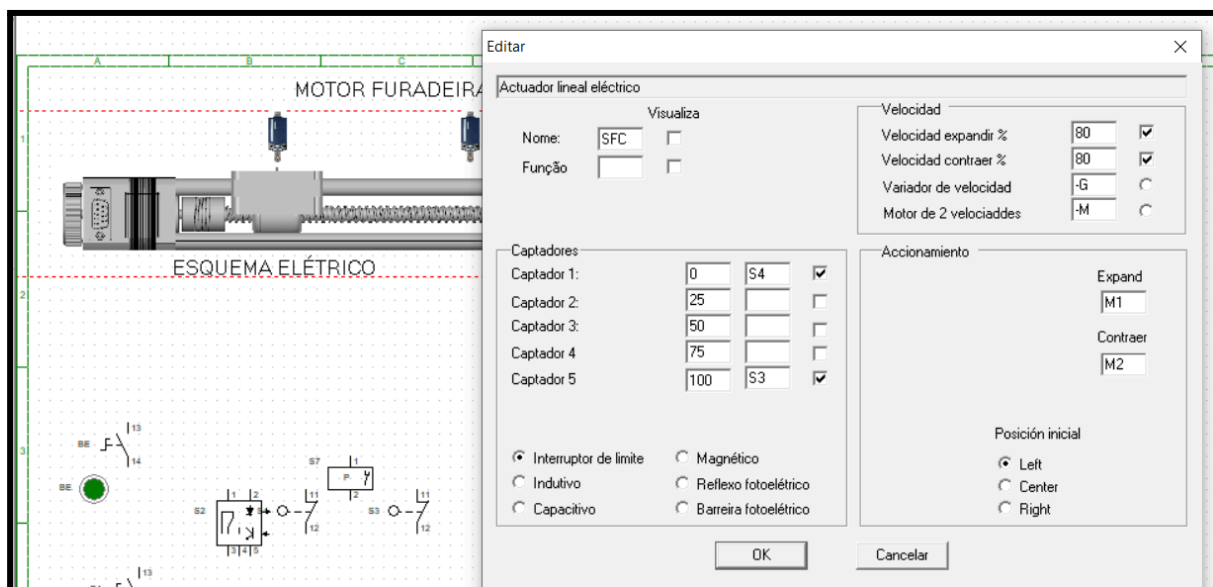 A B C
MOTOR FURADEIRA
1
ESQUEMA ELÉTRICO
2
3
BE 13
14
BE
S7 1
P
2
S2 1 2
3 4 5
11
12
S3 11
12
13
Editar
Actuador lineal eléctrico
Visualiza
Nome: SFC
Função
Velocidad
Velocidad expandir % 80
Velocidad contraer % 80
Variador de velocidad -G
Motor de 2 velociaddes -M
Captadores
Captador 1: 0 S4
Captador 2: 25
Captador 3: 50
Captador 4 75
Captador 5 100 S3
Interruptor de limite Magnético
Indutivo Reflexo fotoelétrico
Capacitivo Barreira fotoelétrico
Accionamiento
Expand
M1
Contraer
M2
Posición inicial
Left
Center
Right
OK Cancelar